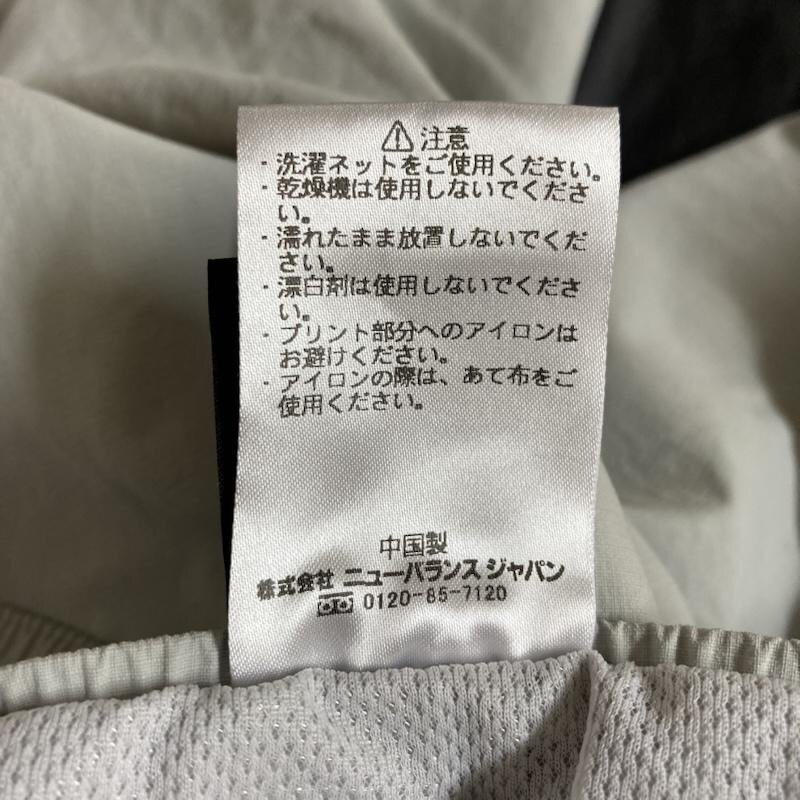 ⚠注意
・洗濯ネットをご使用ください。
・乾燥機は使用しないでくださ
い。
・濡れたまま放置しないでくだ
さい。
・漂白剤は使用しないでくださ
い。
・プリント部分へのアイロンは
お避けください。
・アイロンの際は、あて布をご
使用ください。
中国製
株式会社 ニューバランス ジャパン
0120-85-7120